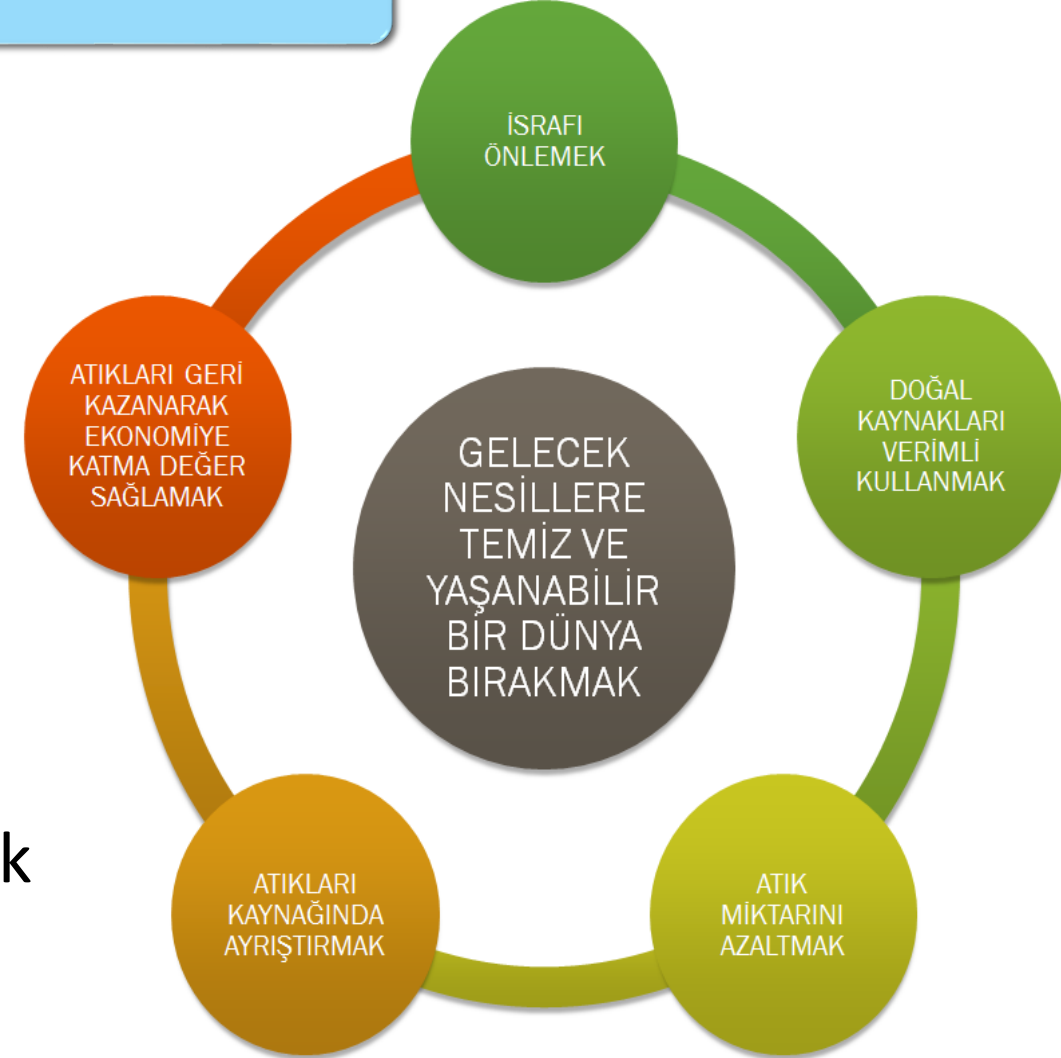 İSRAFI
ÖNLEMEK
DOĞAL
KAYNAKLARI
VERİMLİ
KULLANMAK
ATIK
MİKTARINI
AZALTMAK
ATIKLARI
KAYNAĞINDA
AYRIŞTIRMAK
ATIKLARI GERİ
KAZANARAK
EKONOMİYE
KATMA DEĞER
SAĞLAMAK
GELECEK
NESİLLERE
TEMİZ VE
YAŞANABİLİR
BİR DÜNYA
BIRAKMAK
k